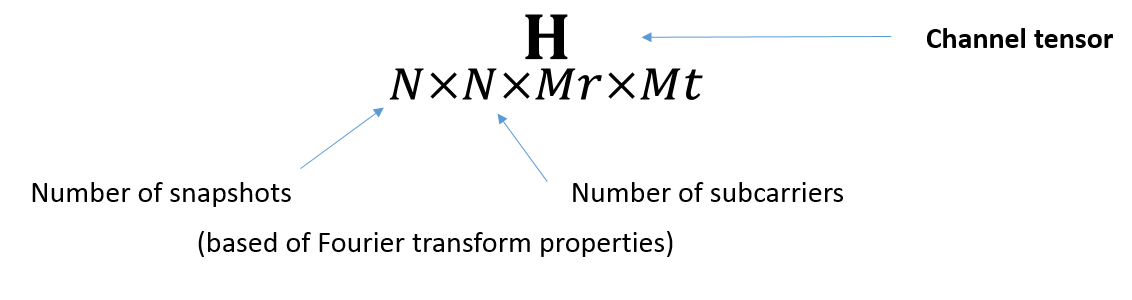 H
Channel tensor
N×N×Mr×Mt
Number of snapshots
Number of subcarriers
(based of Fourier transform properties)